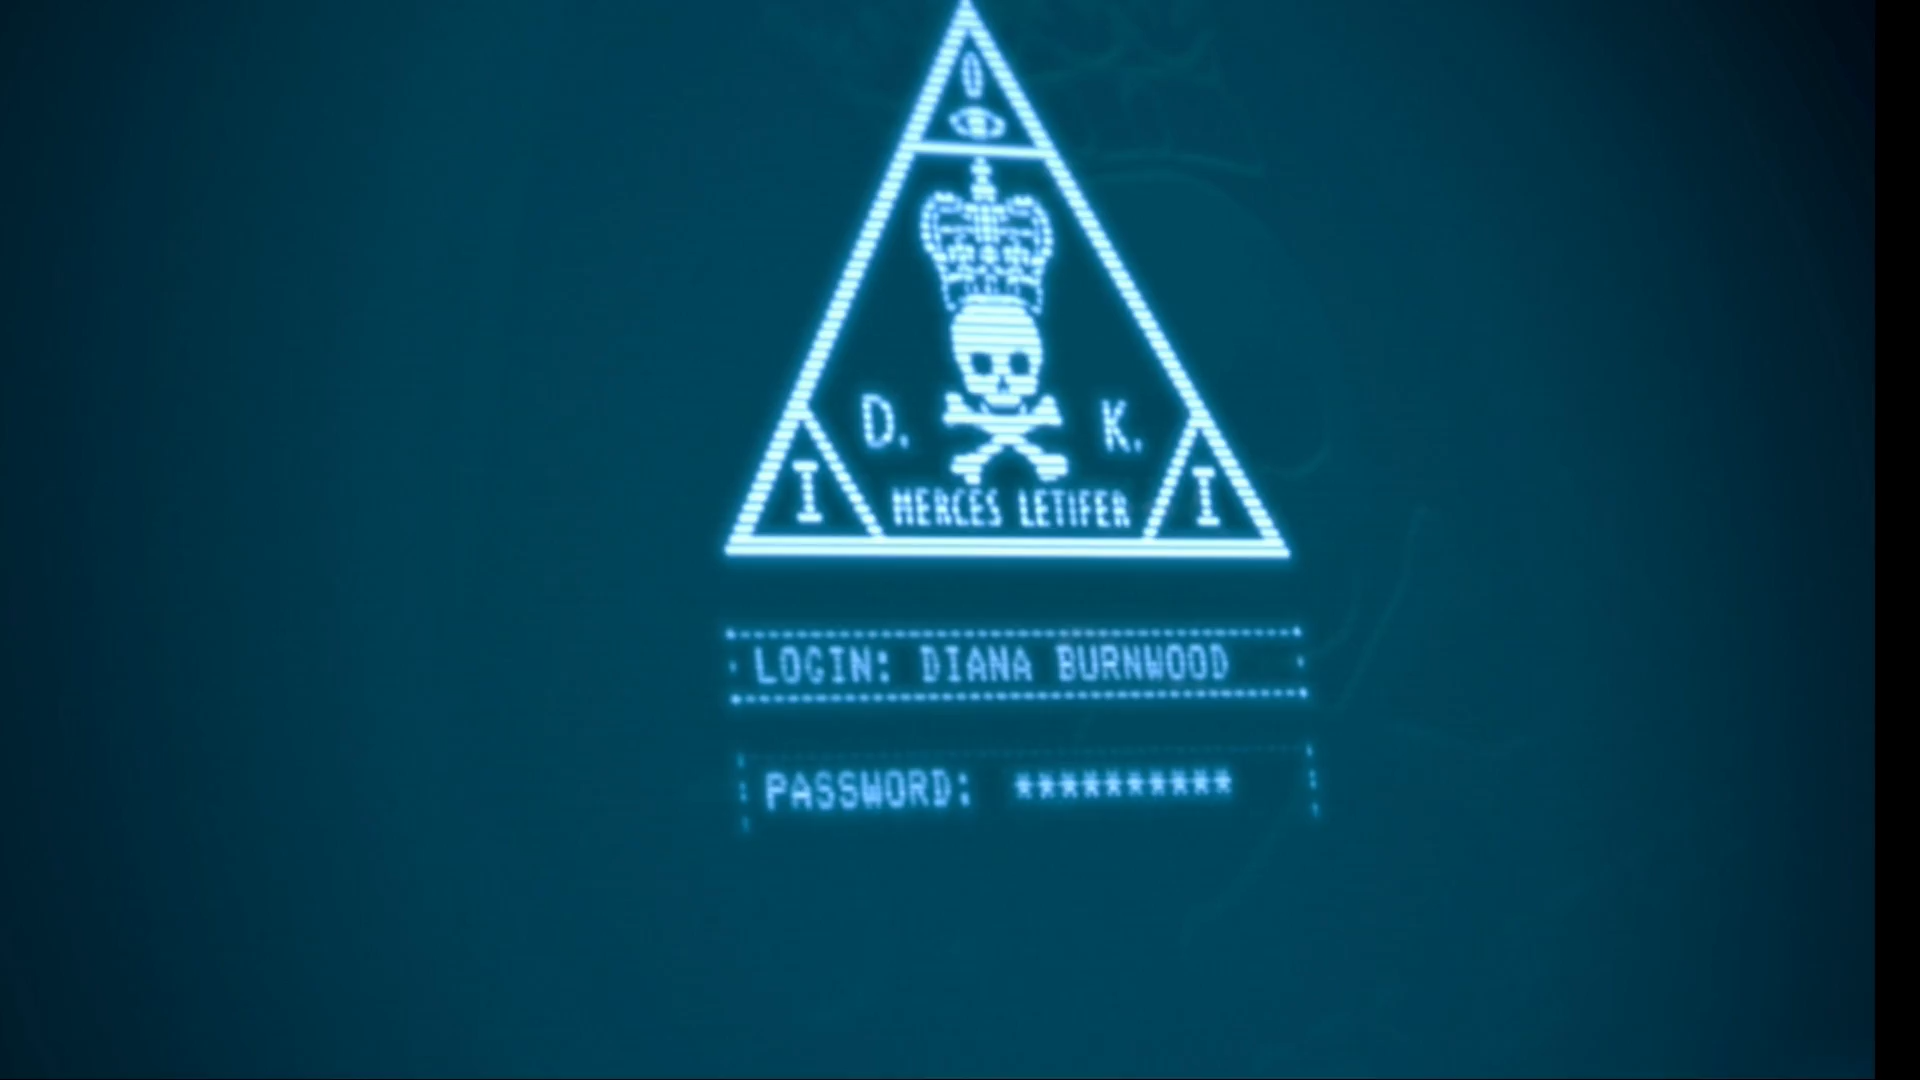 D. K.
I MERCES LETIFER I
LOGIN: DIANA BURNWOOD
PASSWORD: **********